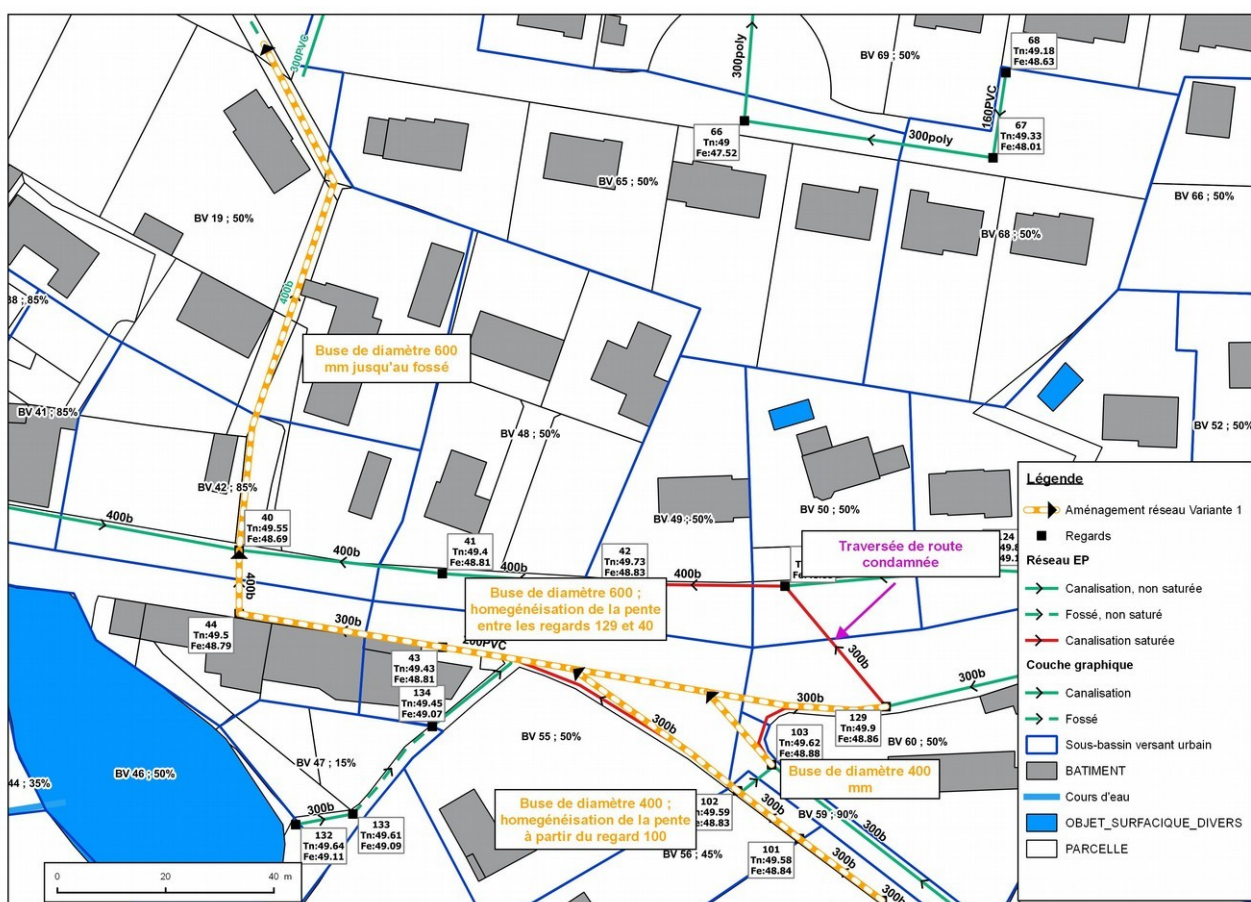 300PVC
300poly
BV 69 ; 50%
68
Tn:49.18
Fe:48.63
160PVC
66
Tn:49
Fe:47.52
300poly
67
Tn:49.33
Fe:48.01
BV 65 ; 50%
BV 66 ; 50%
BV 19 ; 50%
BV 68 ; 50%
400b
38 ; 85%
Buse de diamètre 600
mm jusqu'au fossé
BV 41 ; 85%
BV 48 ; 50%
BV 52 ; 50%
BV 42 ; 85%
BV 49 ; 50%
BV 50 ; 50%
400b
40
Tn:49.55
Fe:48.69
400b
41
Tn:49.4
Fe:48.81
400b
42
Tn:49.73
Fe:48.83
400b
Traversée de route
condamnée
124
400b
Buse de diamètre 600 ;
homegénéisation de la pente
entre les regards 129 et 40
44
Tn:49.5
Fe:48.79
300b
200PVC
43
Tn:49.43
Fe:48.81
134
Tn:49.45
Fe:49.07
300b
300b
300b
129
Tn:49.9
Fe:48.86
103
Tn:49.62
Fe:48.88
BV 60 ; 50%
BV 55 ; 50%
BV 46 ; 50%
44 ; 35%
BV 47 ; 15%
Buse de diamètre 400
mm
300b
132
Tn:49.64
Fe:49.11
133
Tn:49.61
Fe:49.09
Buse de diamètre 400 ;
homegénéisation de la pente
à partir du regard 100
102
Tn:49.59
Fe:48.83
300b
BV 59 ; 90%
300b
BV 56 ; 45%
101
Tn:49.58
Fe:48.84
300b
300b
0 20 40 m
Légende
Aménagement réseau Variante 1
Regards
Réseau EP
Canalisation, non saturée
Fossé, non saturé
Canalisation saturée
Couche graphique
Canalisation
Fossé
Sous-bassin versant urbain
BATIMENT
Cours d'eau
OBJET_SURFACIQUE_DIVERS
PARCELLE